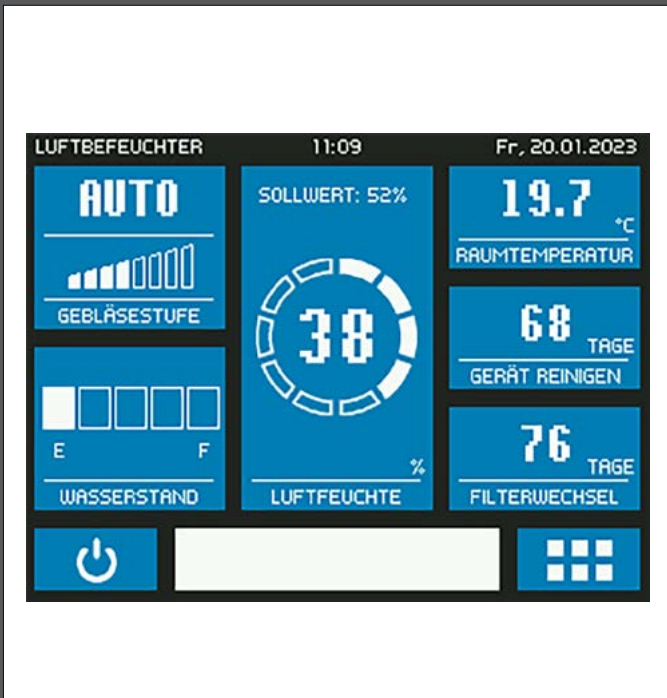 LUFTBEFEUCHTER 11:09 Fr, 20.01.2023
AUTO
GEBLÄSESTUFE
E F
WASSERSTAND
SOLLWERT: 52%
38
%
LUFTFEUCHTE
19.7 °C
RAUMTEMPERATUR
68 TAGE
GERÄT REINIGEN
76 TAGE
FILTERWECHSEL